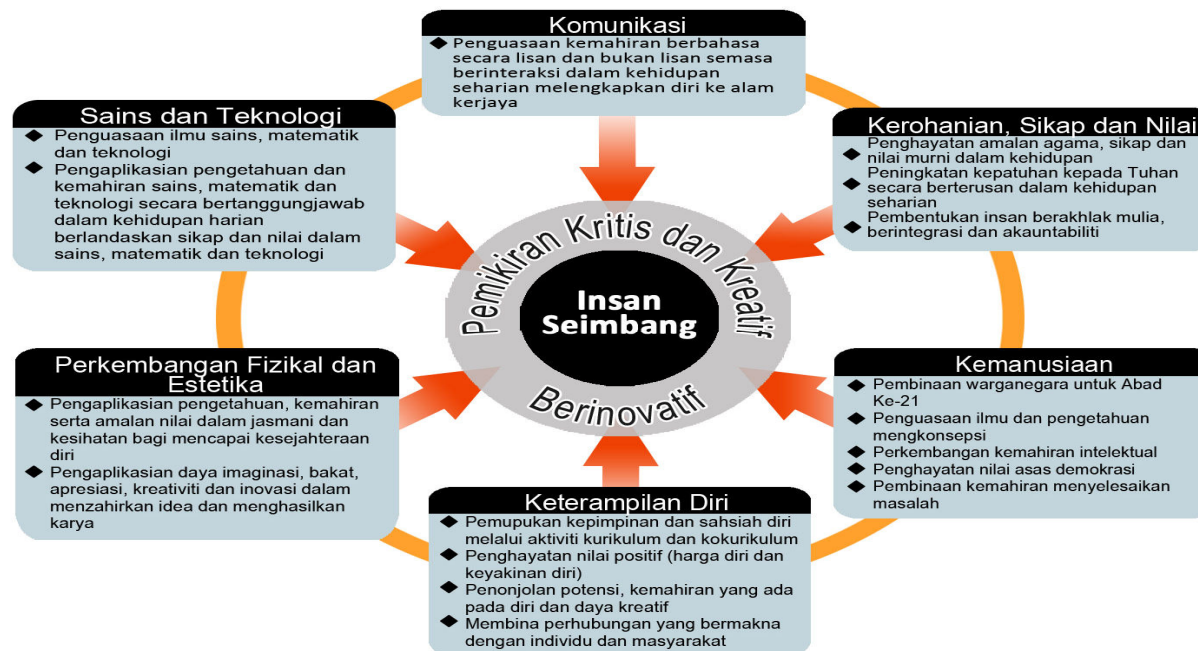 Komunikasi
Penguasaan kemahiran berbahasa
secara lisan dan bukan lisan semasa
berinteraksi dalam kehidupan
seharian melengkapkan diri ke alam
kerjaya
Sains dan Teknologi
Penguasaan ilmu sains, matematik
dan teknologi
Pengaplikasian pengetahuan dan
kemahiran sains, matematik dan
teknologi secara bertanggungjawab
dalam kehidupan harian
berlandaskan sikap dan nilai dalam
sains, matematik dan teknologi
Kerohanian, Sikap dan Nilai
Penghayatan amalan agama, sikap dan
nilai murni dalam kehidupan
Peningkatan kepatuhan kepada Tuhan
secara berterusan dalam kehidupan
seharian
Pembentukan insan berakhlak mulia,
berintegrasi dan akauntabiliti
Pemikiran Kritis dan Kreatif
Insan
Seimbang
Berinovatif
Perkembangan Fizikal dan
Estetika
Pengaplikasian pengetahuan, kemahiran
serta amalan nilai dalam jasmani dan
kesihatan bagi mencapai kesejahteraan
diri
Pengaplikasian daya imaginasi, bakat,
apresiasi, kreativiti dan inovasi dalam
menzahirkan idea dan menghasilkan
karya
Kemanusiaan
Pembinaan warganegara untuk Abad
Ke-21
Penguasaan ilmu dan pengetahuan
mengkonsepsi
Perkembangan kemahiran intelektual
Penghayatan nilai asas demokrasi
Pembinaan kemahiran menyelesaikan
masalah
Keterampilan Diri
Pemupukan kepimpinan dan sahsiah diri
melalui aktiviti kurikulum dan kokurikulum
Penghayatan nilai positif (harga diri dan
keyakinan diri)
Penonjolan potensi, kemahiran yang ada
pada diri dan daya kreatif
Membina perhubungan yang bermakna
dengan individu dan masyarakat